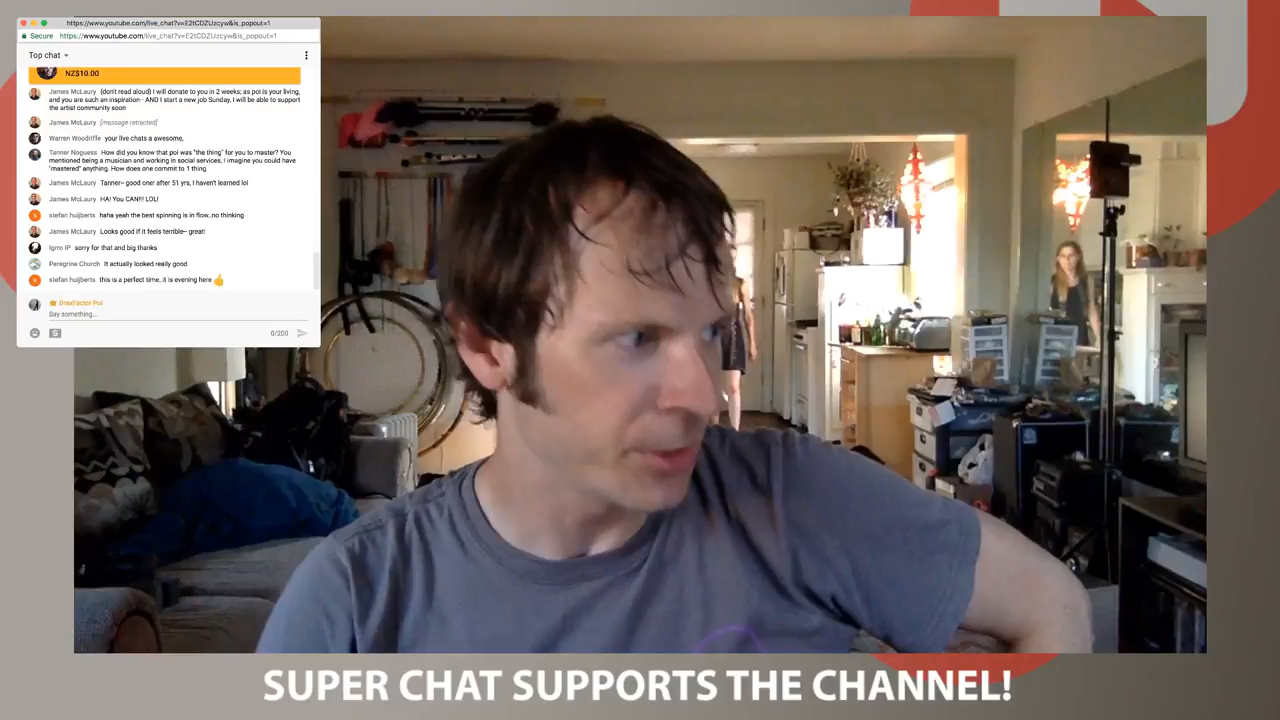 https://www.youtube.com/live_chat?v=E2tCDZUzcyw&is_popout=1
Secure https://www.youtube.com/live_chat?v=E2tCDZUzcyw&is_popout=1
Top chat
NZ$10.00
James McLaury (don't read aloud) I will donate to you in 2 weeks; as poi is your living,
and you are such an inspiration-- AND I start a new job Sunday, I will be able to support
the artist community soon
James McLaury [message retracted]
Warren Woodriffe your live chats a awesome,
Tanner Noguess How did you know that poi was "the thing" for you to master? You
mentioned being a musician and working in social services, I imagine you could have
"mastered" anything. How does one commit to 1 thing
James McLaury Tanner-- good one! after 51 yrs, I haven't learned lol
James McLaury HA! You CAN!!! LOL!
stefan huijberts haha yeah the best spinning is in flow..no thinking
James McLaury Looks good if it feels terrible-- great!
Igrro IP sorry for that and big thanks
Peregrine Church It actually looked really good
stefan huijberts this is a perfect time..it is evening here 👍
DrexFactor Poi
Say something...
0/200
SUPER CHAT SUPPORTS THE CHANNEL!